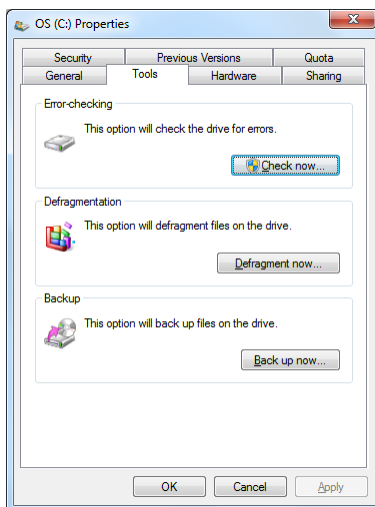 OS (C:) Properties
Security Previous Versions Quota
General Tools Hardware Sharing
Error-checking
This option will check the drive for errors.
Check now...
Defragmentation
This option will defragment files on the drive.
Defragment now...
Backup
This option will back up files on the drive.
Back up now...
OK Cancel Apply